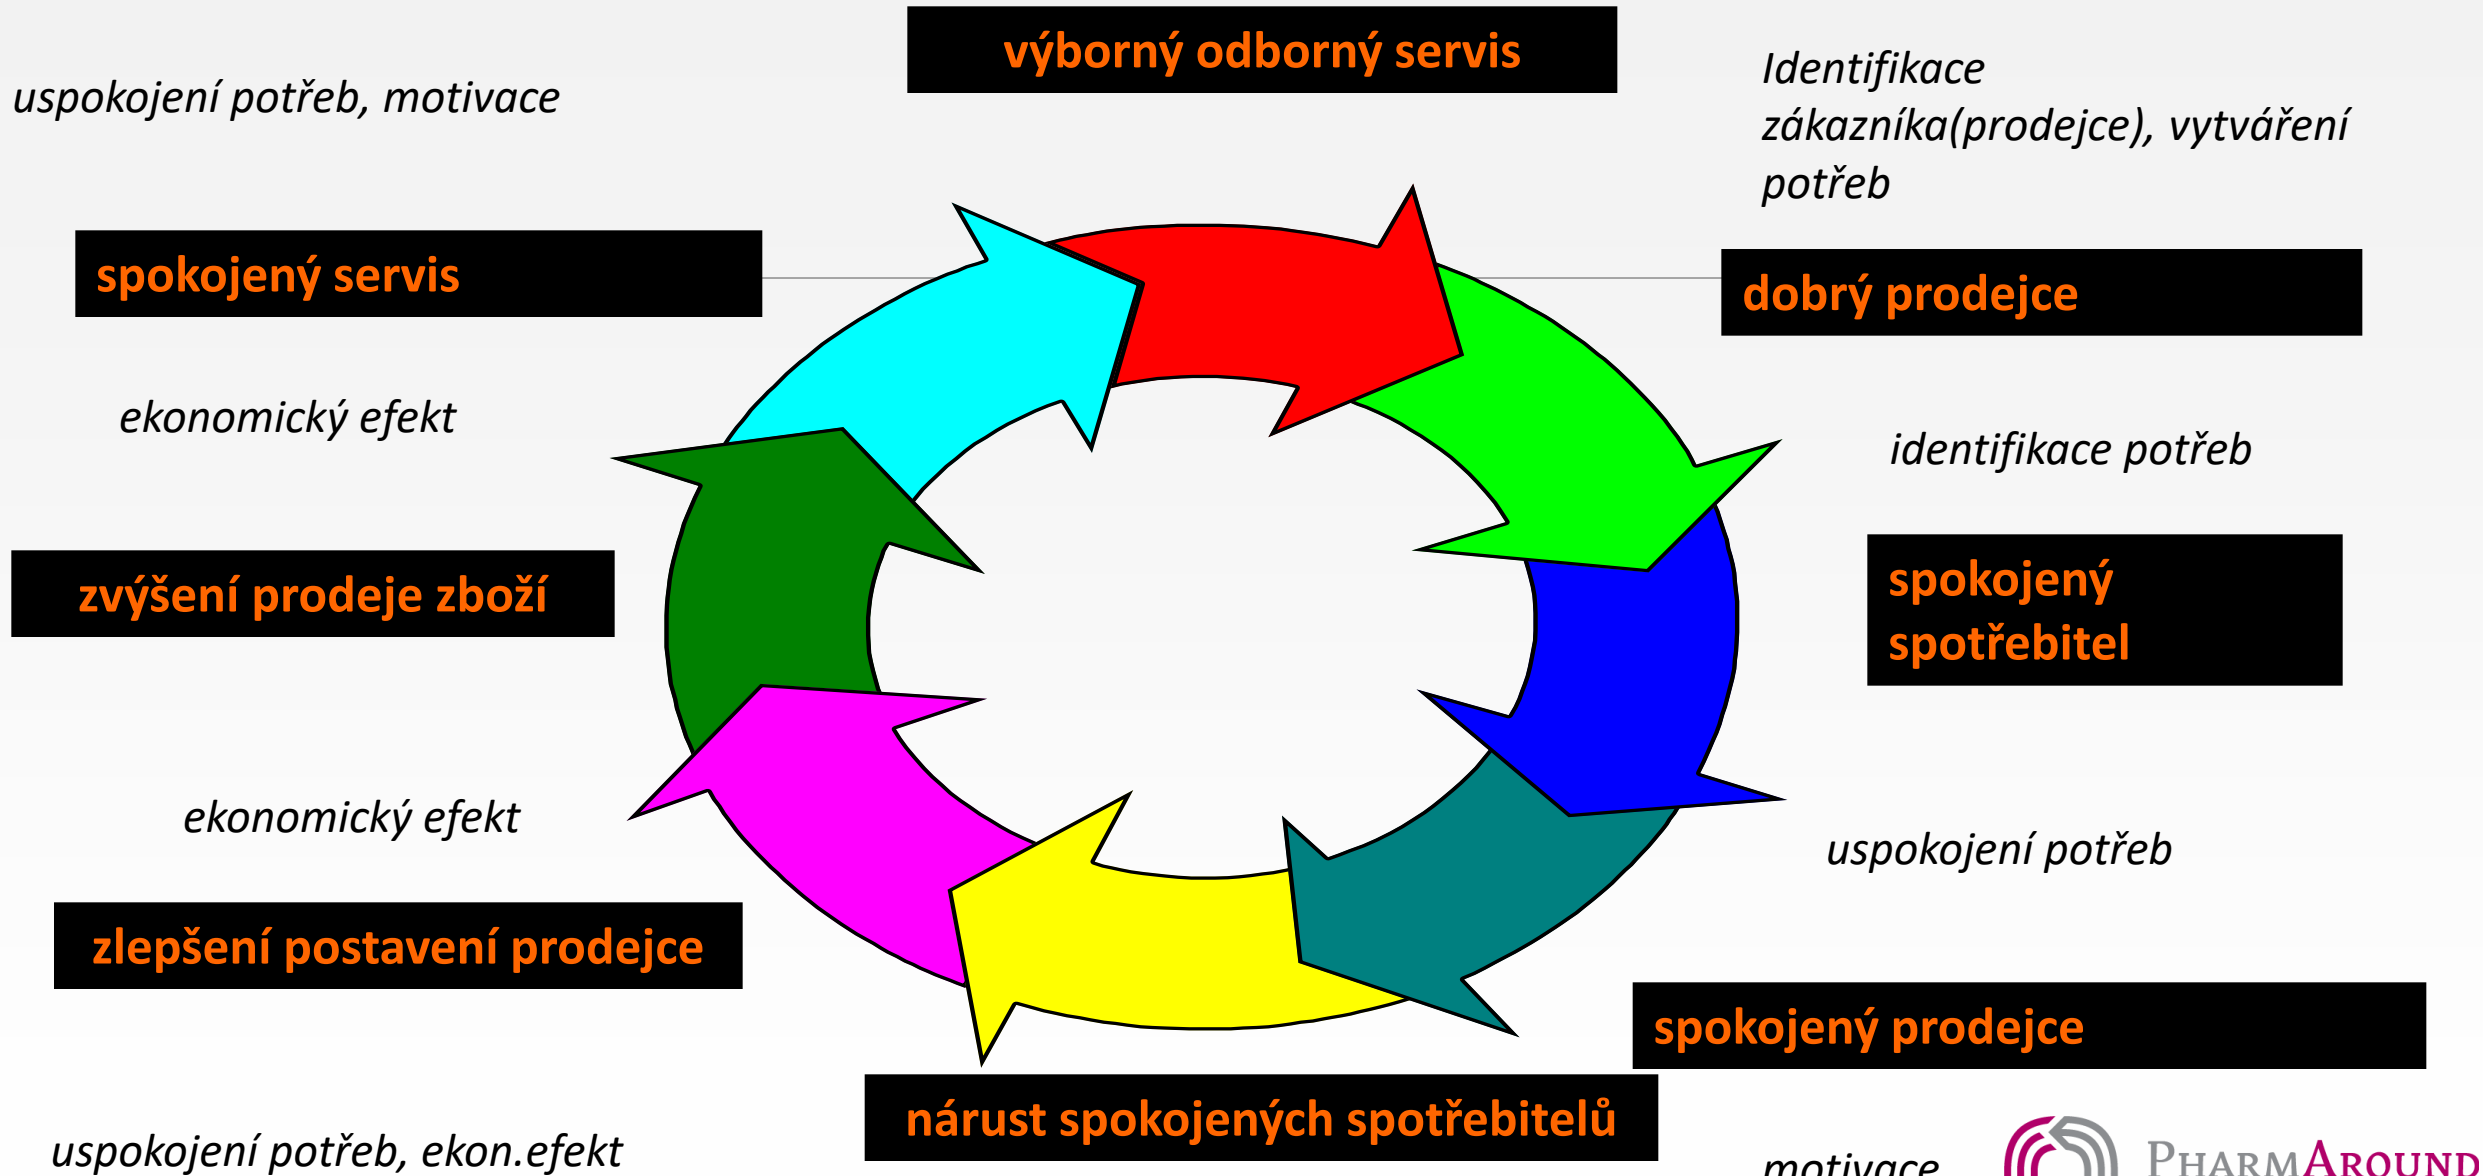 výborný odborný servis
uspokojení potřeb, motivace
Identifikace
zákazníka(prodejce), vytváření
potřeb
spokojený servis
dobrý prodejce
ekonomický efekt
identifikace potřeb
zvýšení prodeje zboží
spokojený
spotřebitel
ekonomický efekt
uspokojení potřeb
zlepšení postavení prodejce
spokojený prodejce
nárust spokojených spotřebitelů
uspokojení potřeb, ekon.efekt
motivace
PHARMAROUND